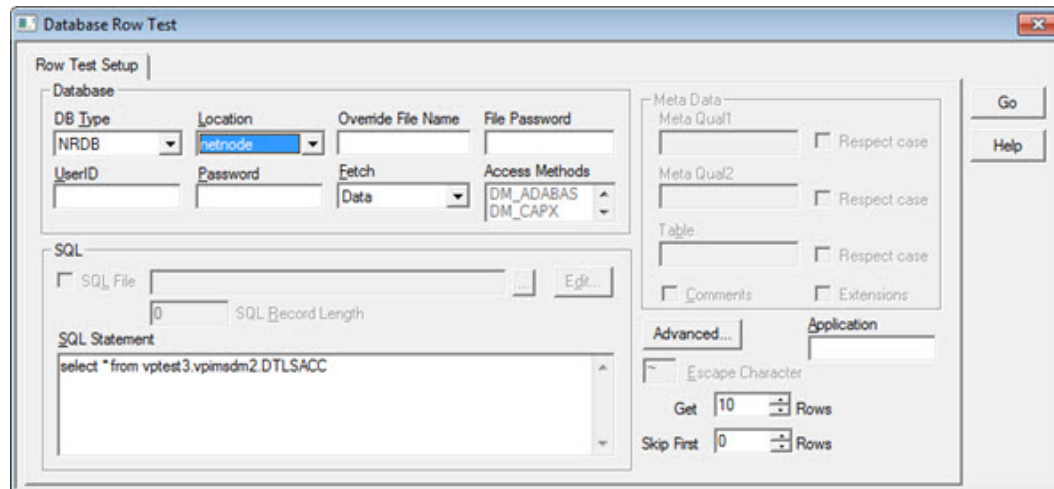 Database Row Test
Row Test Setup
Database
DB Type
Location
Override File Name
File Password
NRDB
netnode
UserID
Password
Fetch
Access Methods
Data
DM_ADABAS
DM_CAPX
SQL
SQL File
Edit...
0
SQL Record Length
SQL Statement
select * from vptest3.vpimsdm2.DTLSACC
Meta Data
Meta Qual1
Respect case
Meta Qual2
Respect case
Table
Respect case
Comments
Extensions
Advanced...
Application
~
Escape Character
Get 10 Rows
Skip First 0 Rows
Go
Help